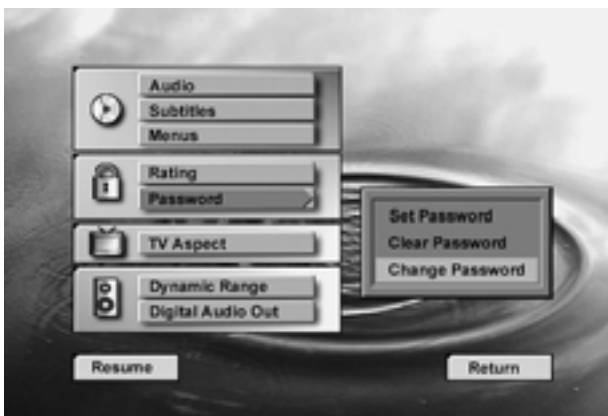 Audio
Subtitles
Menus
Rating
Password
Set Password
Clear Password
Change Password
TV Aspect
Dynamic Range
Digital Audio Out
Resume
Return